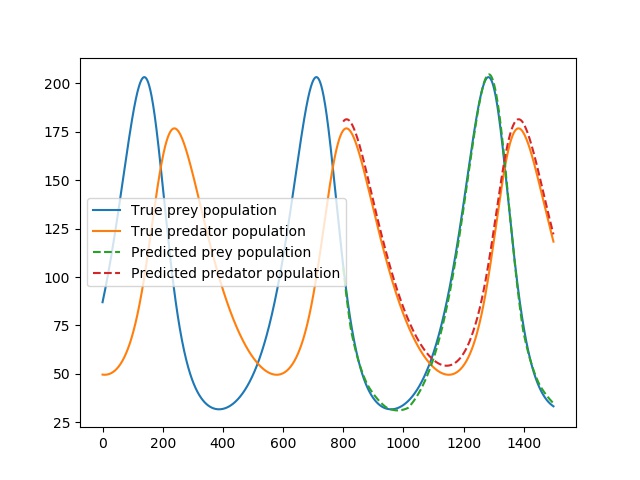 200
175
150
125
100
75
50
25
True prey population
True predator population
Predicted prey population
Predicted predator population
0 200 400 600 800 1000 1200 1400